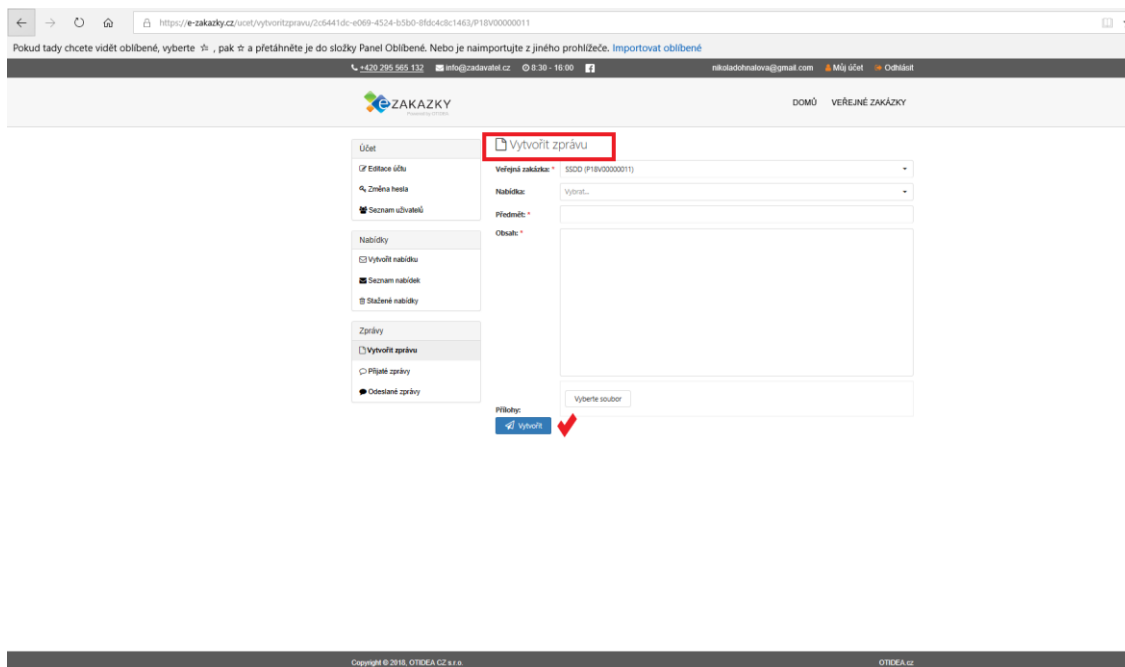 https://e-zakazky.cz/ucet/vytvoritzpravu/2c6441dc-e069-4524-b5b0-8fdc4c8c1463/P18V00000011
Pokud tady chcete vidět oblíbené, vyberte , pak ☆ a přetáhněte je do složky Panel Oblíbené. Nebo je naimportujte z jiného prohlížeče. Importovat oblíbené
+420 295 565 132 info@zadavatel.cz 8:30 - 16:00 nikoladohnalova@gmail.com Můj účet Odhlásit
eZAKAZKY DOMŮ VEŘEJNÉ ZAKÁZKY
Powered by OTIDEA
Účet
Editace účtu
Změna hesla
Seznam uživatelů
Nabídky
Vytvořit nabídku
Seznam nabídek
Stažené nabídky
Zprávy
Vytvořit zprávu
Přijaté zprávy
Odeslané zprávy
Vytvořit zprávu
Veřejná zakázka: * SSDD (P18V00000011)
Nabídka: Vybrat...
Předmět: *
Obsah: *
Vyberte soubor
Přílohy:
Vytvořit
Copyright © 2018, OTIDEA CZ s.r.o. OTIDEA.cz